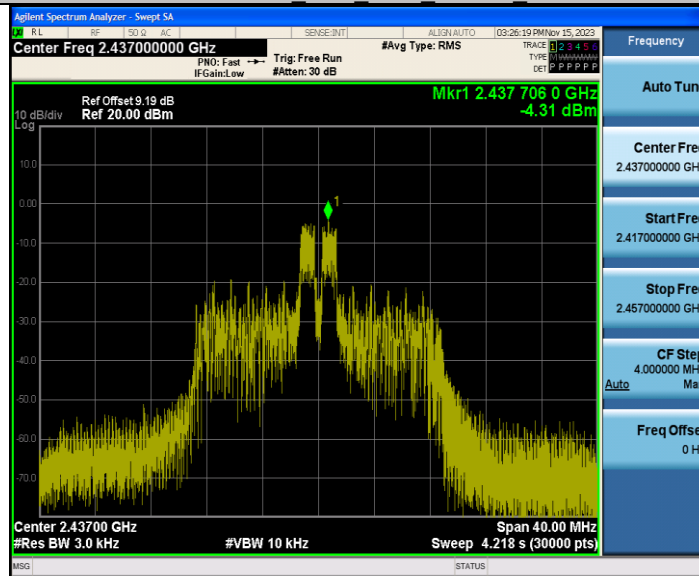 Agilent Spectrum Analyzer - Swept SA
RL RF 50 Ω AC SENSE:INT ALIGN AUTO 03:26:19 PM Nov 15, 2023
Center Freq 2.437000000 GHz
PNO: Fast
IFGain:Low
Trig: Free Run
#Atten: 30 dB
#Avg Type: RMS
TRACE 1 2 3 4 5 6
TYPE M WWWWW
DET P P P P P P
Ref Offset 9.19 dB
Ref 20.00 dBm
10 dB/div
Log
Mkr1 2.437 706 0 GHz
-4.31 dBm
1
10.0
0.00
-10.0
-20.0
-30.0
-40.0
-50.0
-60.0
-70.0
Center 2.43700 GHz
Span 40.00 MHz
#Res BW 3.0 kHz
#VBW 10 kHz
Sweep 4.218 s (30000 pts)
MSG STATUS
Frequency
Auto Tun
Center Fre
2.437000000 GH
Start Fre
2.417000000 GH
Stop Fre
2.457000000 GH
CF Step
4.000000 MH
Auto Ma
Freq Offse
0 H